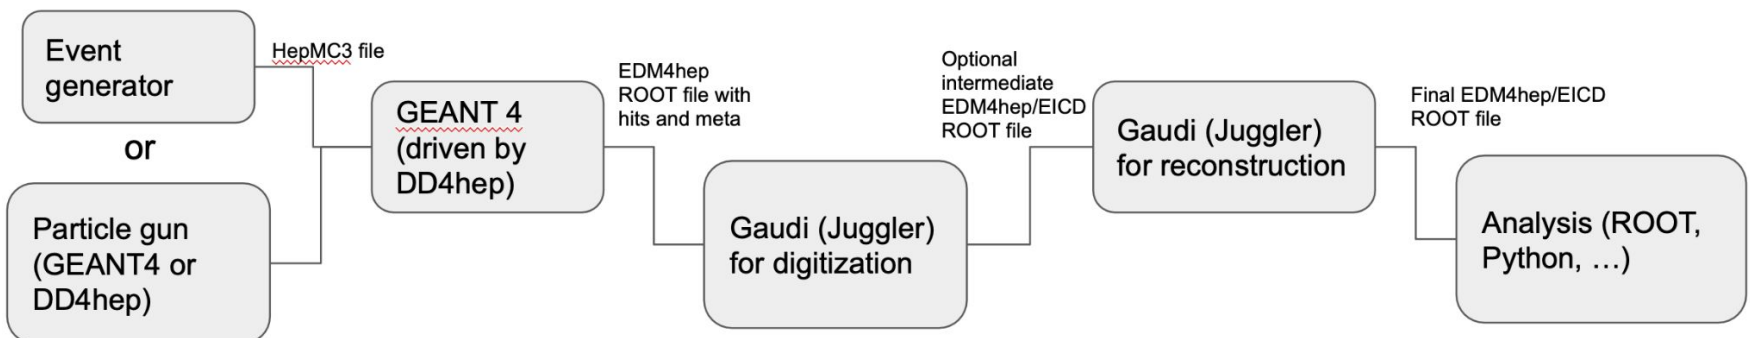 Event
generator
HepMC3 file
or
Particle gun
(GEANT4 or
DD4hep)
GEANT 4
(driven by
DD4hep)
EDM4hep
ROOT file with
hits and meta
Gaudi (Juggler)
for digitization
Optional
intermediate
EDM4hep/EICD
ROOT file
Gaudi (Juggler)
for reconstruction
Final EDM4hep/EICD
ROOT file
Analysis (ROOT,
Python, ...)